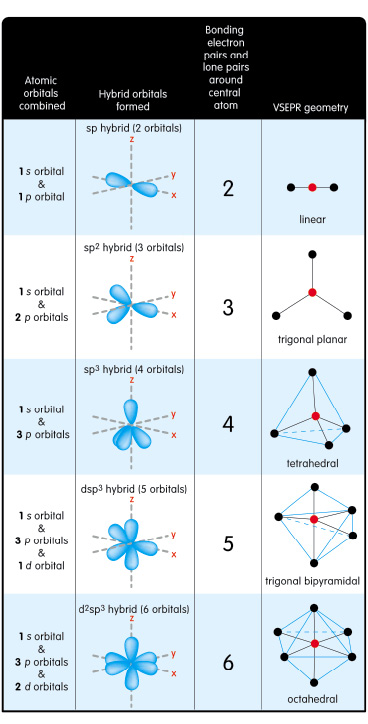 Atomic
orbitals
combined
Hybrid orbitals
formed
Bonding
electron
pairs and
lone pairs
around
central
atom
VSEPR geometry
1 s orbital
&
1 p orbital
sp hybrid (2 orbitals)
z
y
x
2
linear
1 s orbital
&
2 p orbitals
sp2 hybrid (3 orbitals)
z
y
x
3
trigonal planar
1 s orbital
&
3 p orbitals
sp3 hybrid (4 orbitals)
z
y
x
4
tetrahedral
1 s orbital
&
3 p orbitals
&
1 d orbital
dsp3 hybrid (5 orbitals)
z
y
x
5
trigonal bipyramidal
1 s orbital
&
3 p orbitals
&
2 d orbitals
d2sp3 hybrid (6 orbitals)
z
y
x
6
octahedral